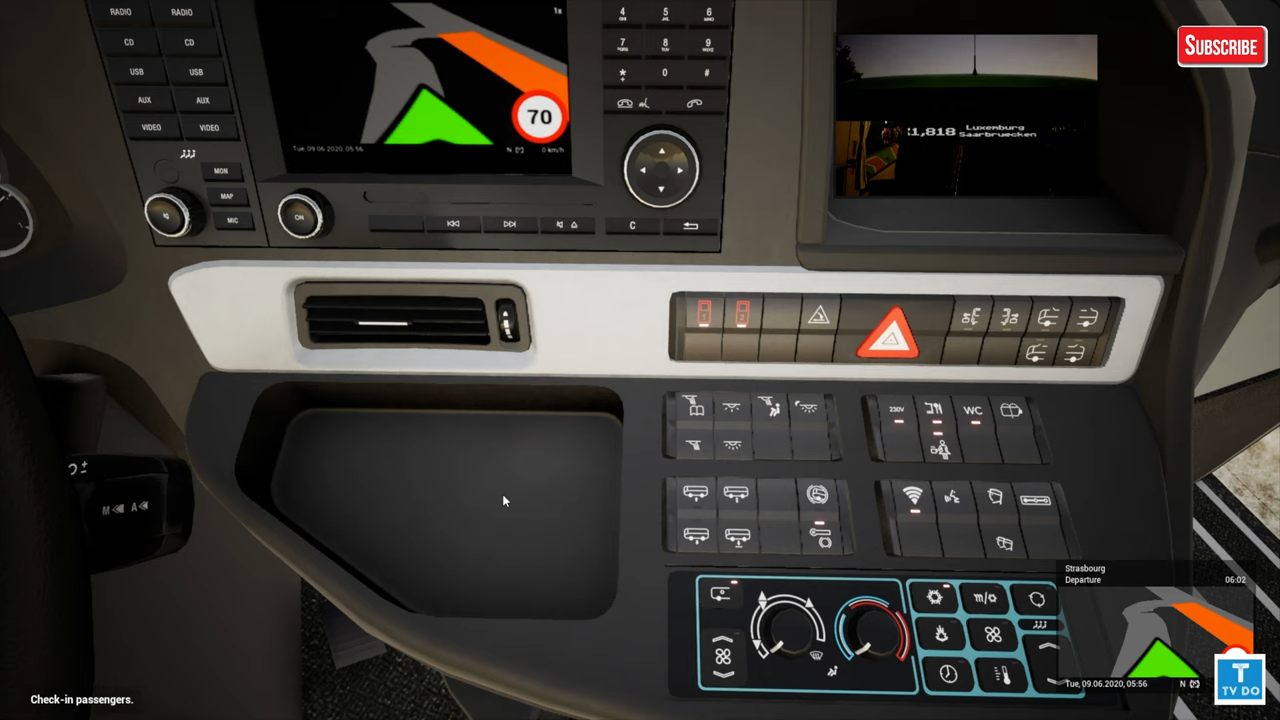 RADIO RADIO
CD CD
USB USB
AUX AUX
VIDEO VIDEO
MON
MAP
MIC
ON
1x
70
Tue, 09.06.2020, 05:56 N 0 km/h
4 5 6
7 8 9
* 0 #
C
:1,818 Luxemburg
Saarbruecken
SUBSCRIBE
230V WC
M A
Strasbourg
Departure 06:02
Tue, 09.06.2020, 05:56 N
T
TV DO
Check-in passengers.